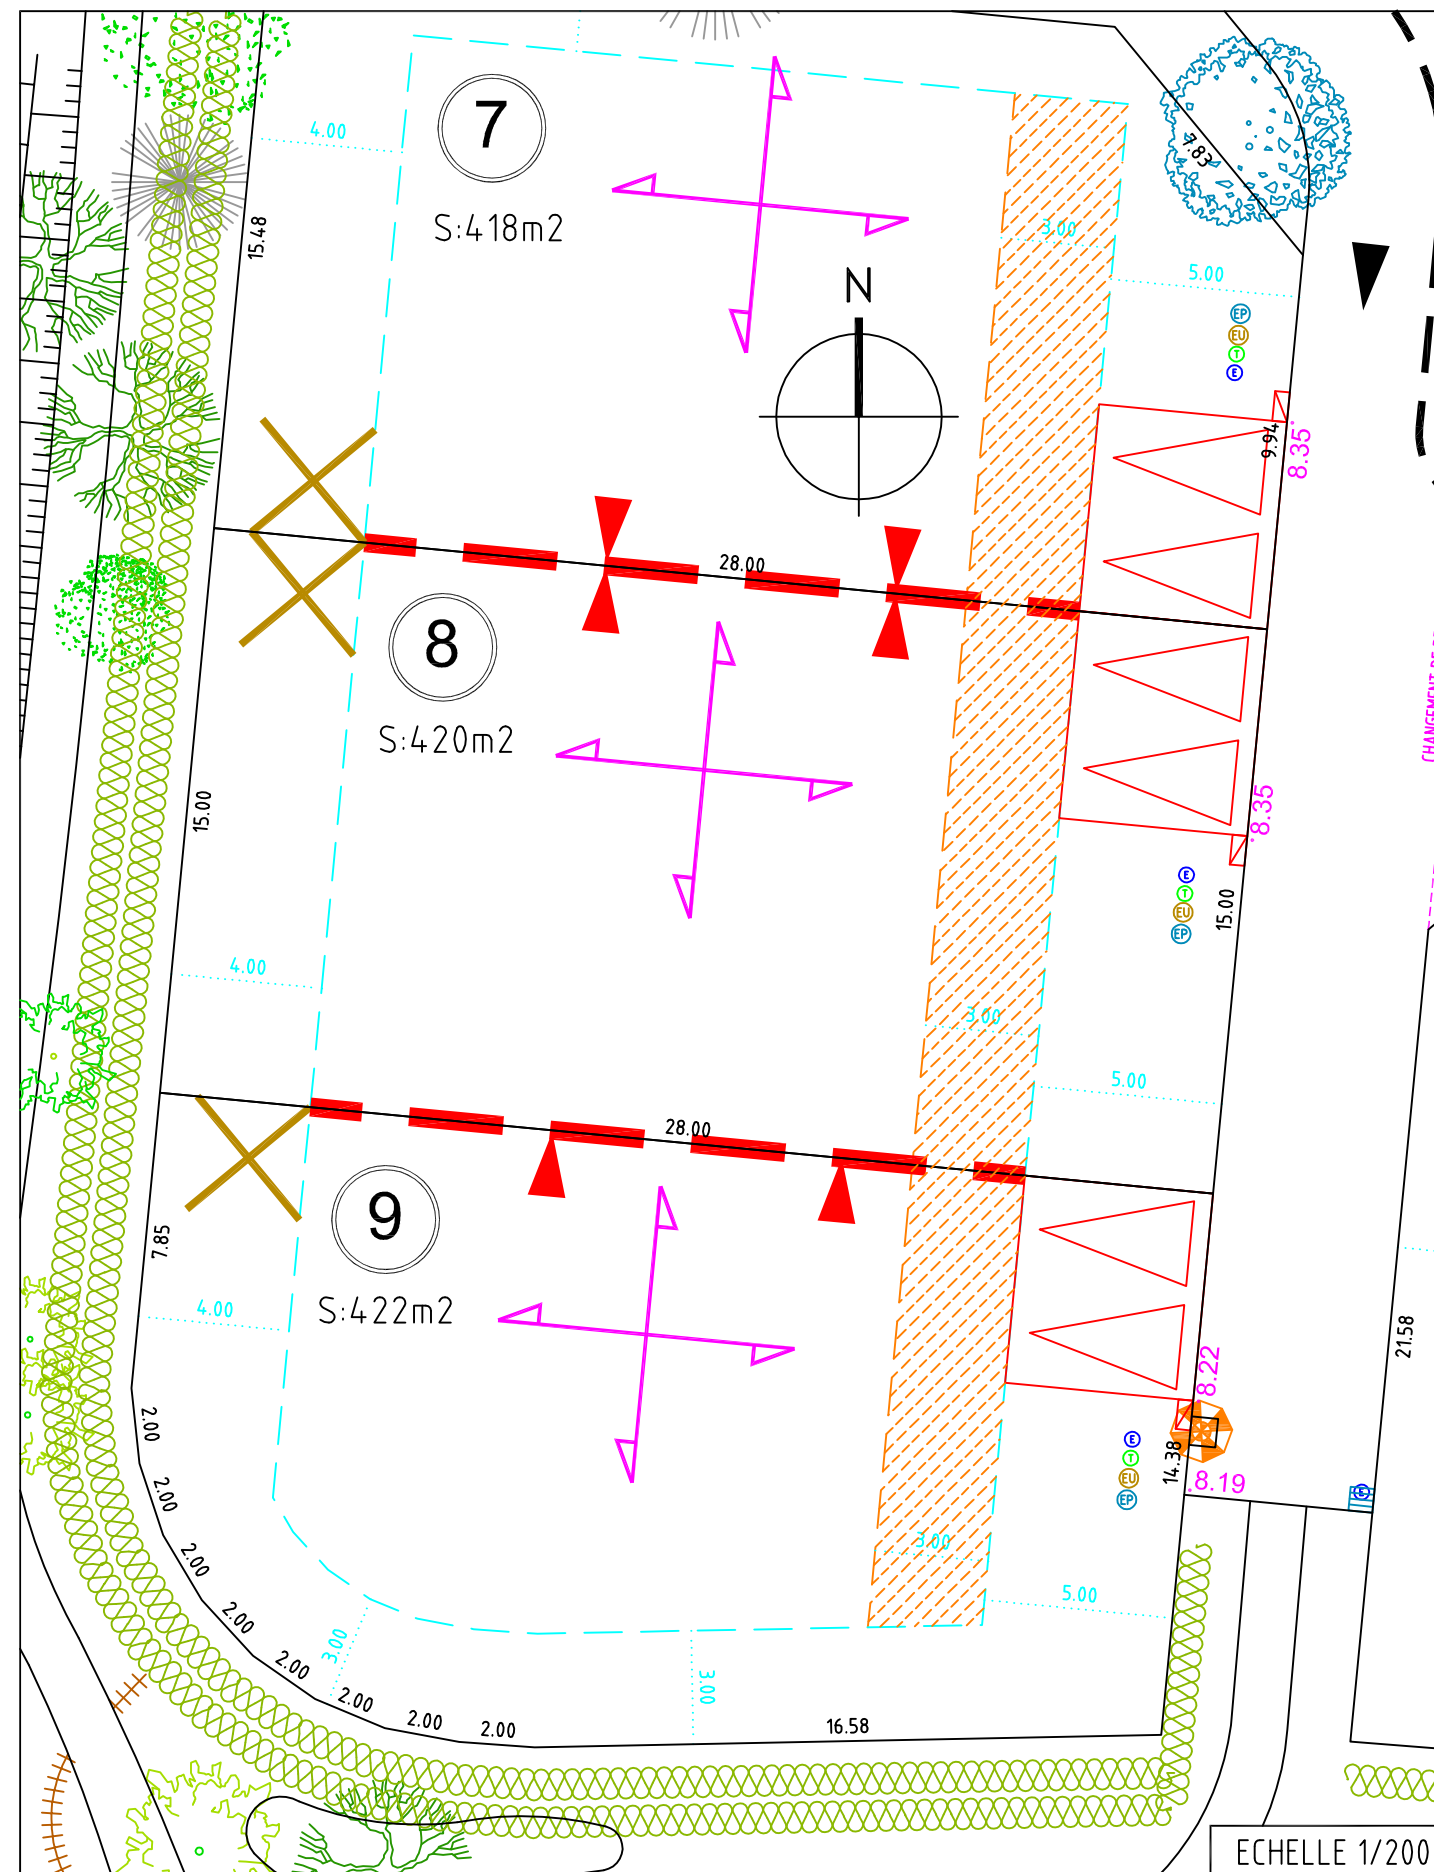 7
S:418m2
4.00
15.48
7.83
3.00
5.00
N
EP
EU
T
E
9.94
8.35
28.00
8
S:420m2
15.00
8.35
E
T
EU
EP
15.00
4.00
3.00
5.00
28.00
9
S:422m2
7.85
4.00
21.58
8.22
14.38
8.19
E
E
T
EU
EP
2.00
2.00
2.00
2.00
2.00
2.00
2.00
2.00
3.00
3.00
3.00
5.00
16.58
ECHELLE 1/200